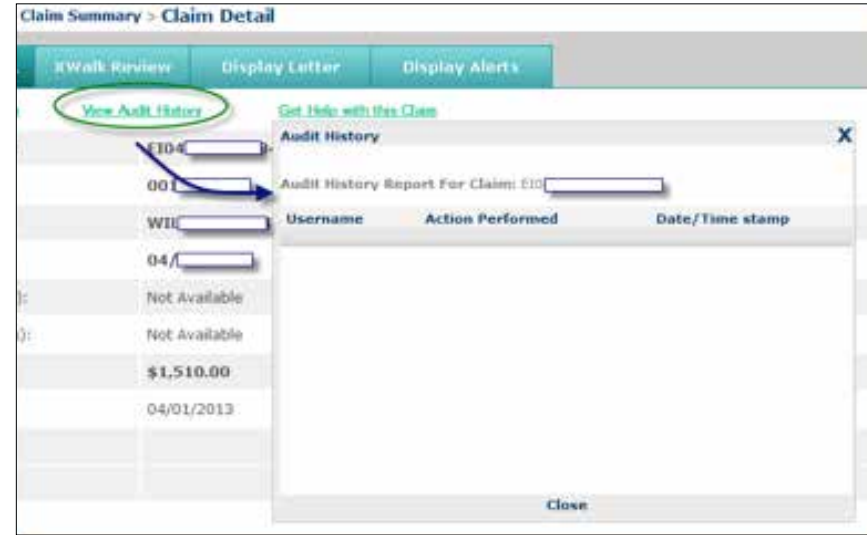 Claim Summary > Claim Detail
XWalk Review Display Letter Display Alerts
View Audit History Get Help with this Claim
Audit History X
EI04
Audit History Report For Claim: EI0
001
Username Action Performed Date/Time stamp
WIL
04/
Not Available
Not Available
$1,510.00
04/01/2013
Close